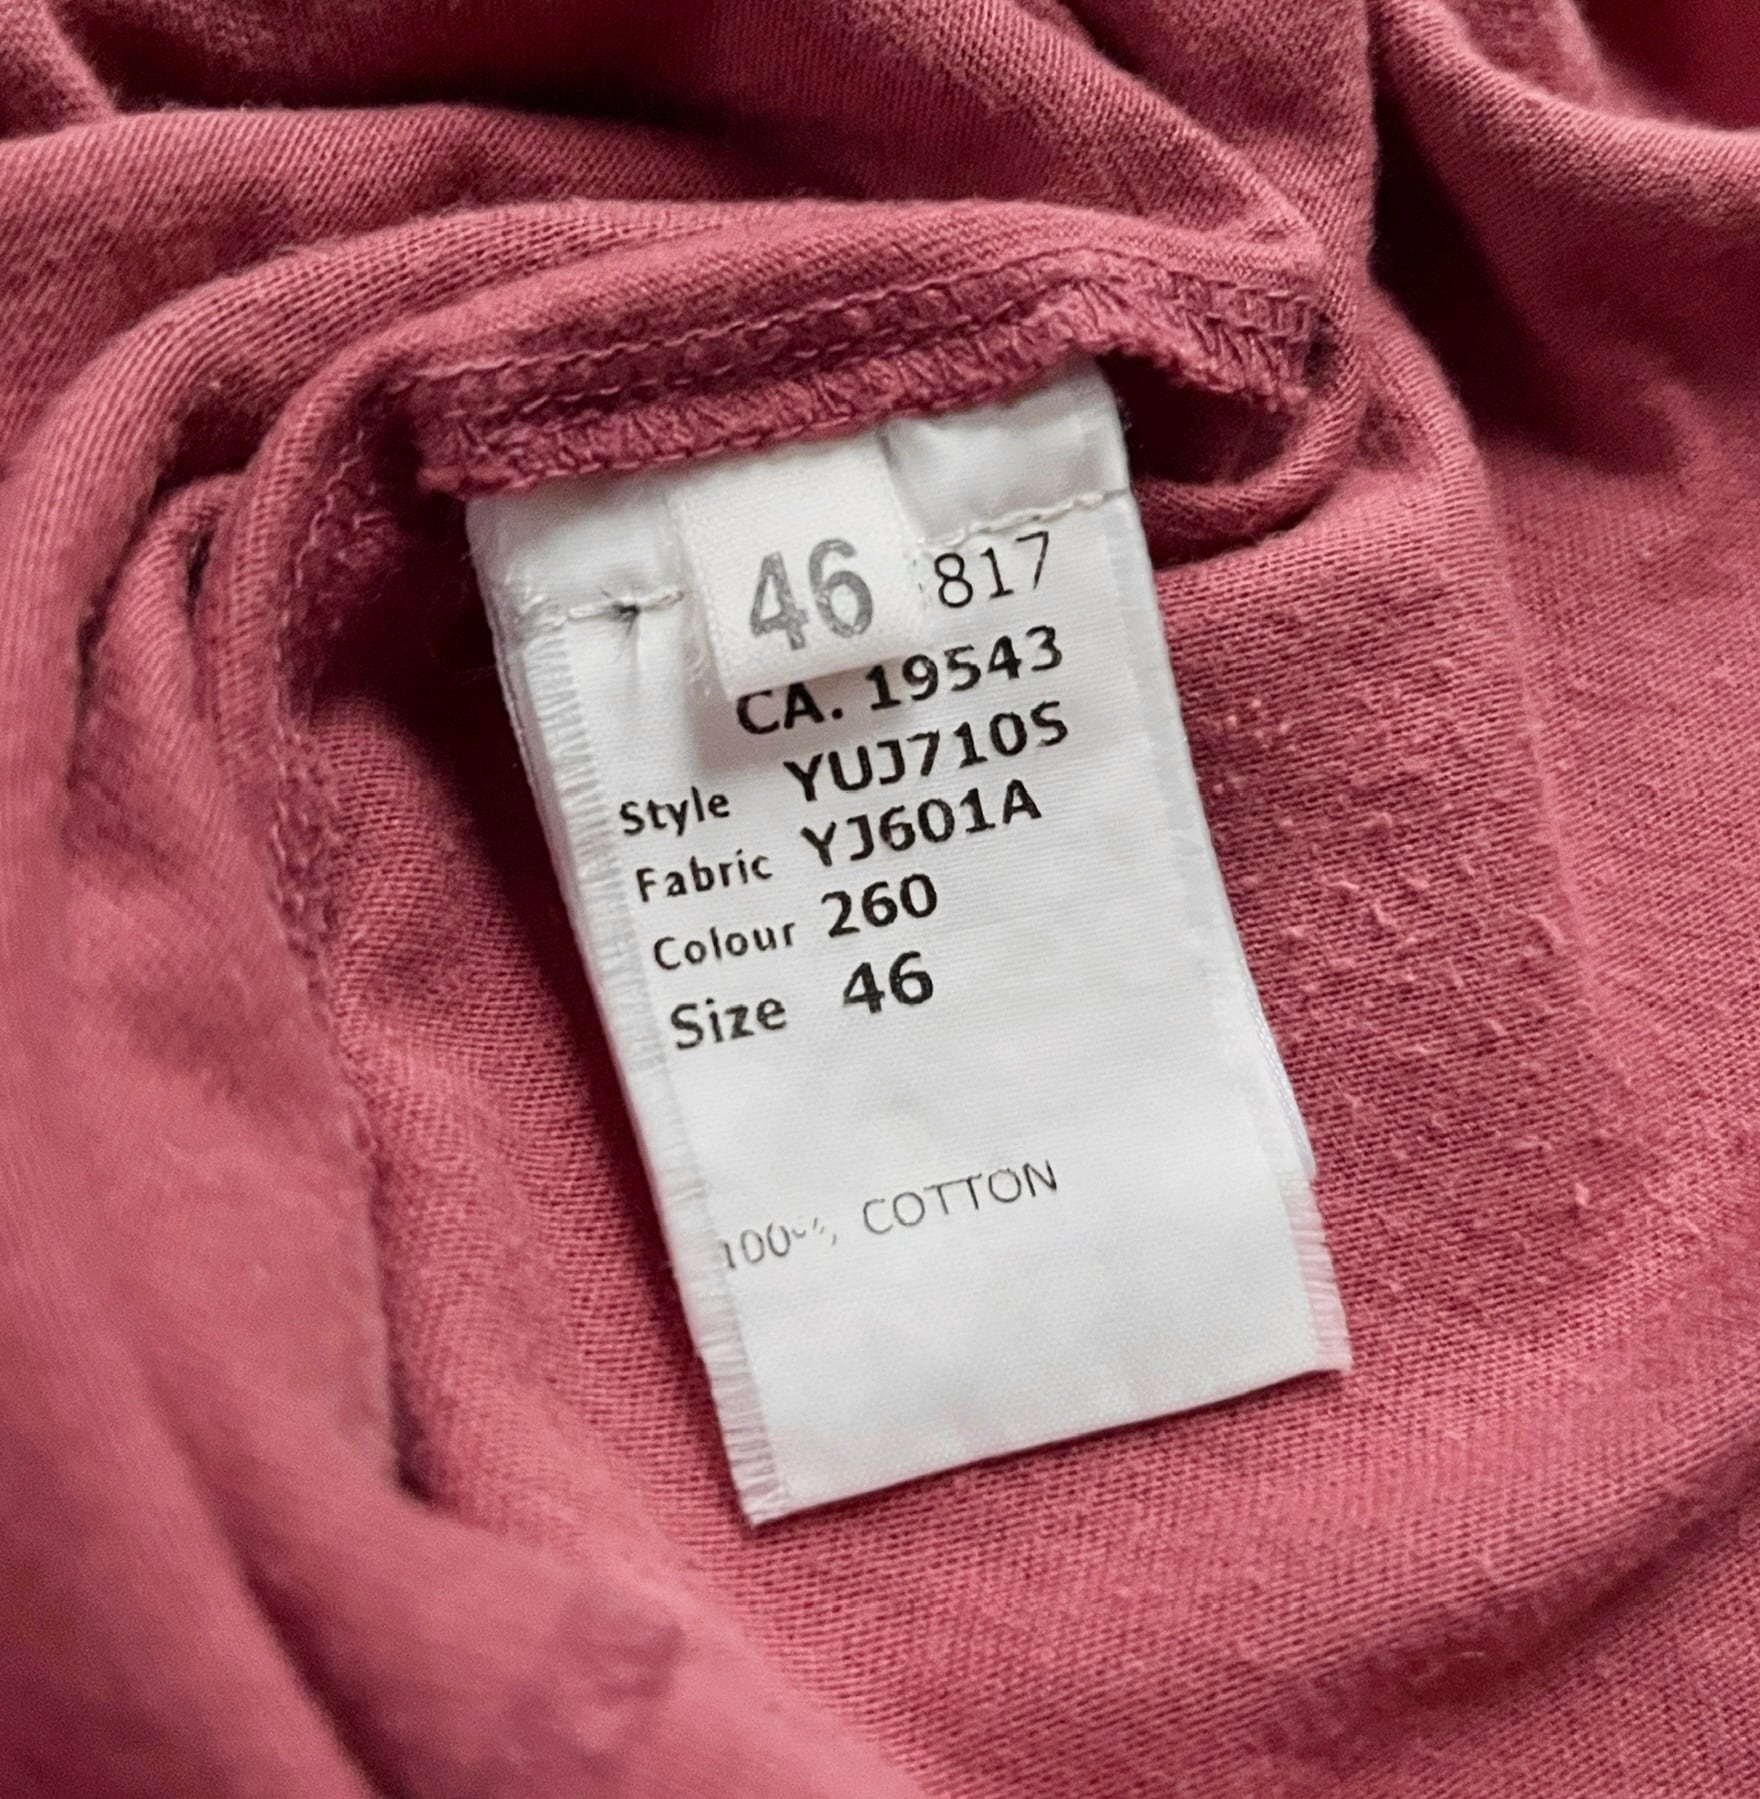 46 817
CA. 19543
Style YUJ710S
Fabric YJ601A
Colour 260
Size 46
100% COTTON